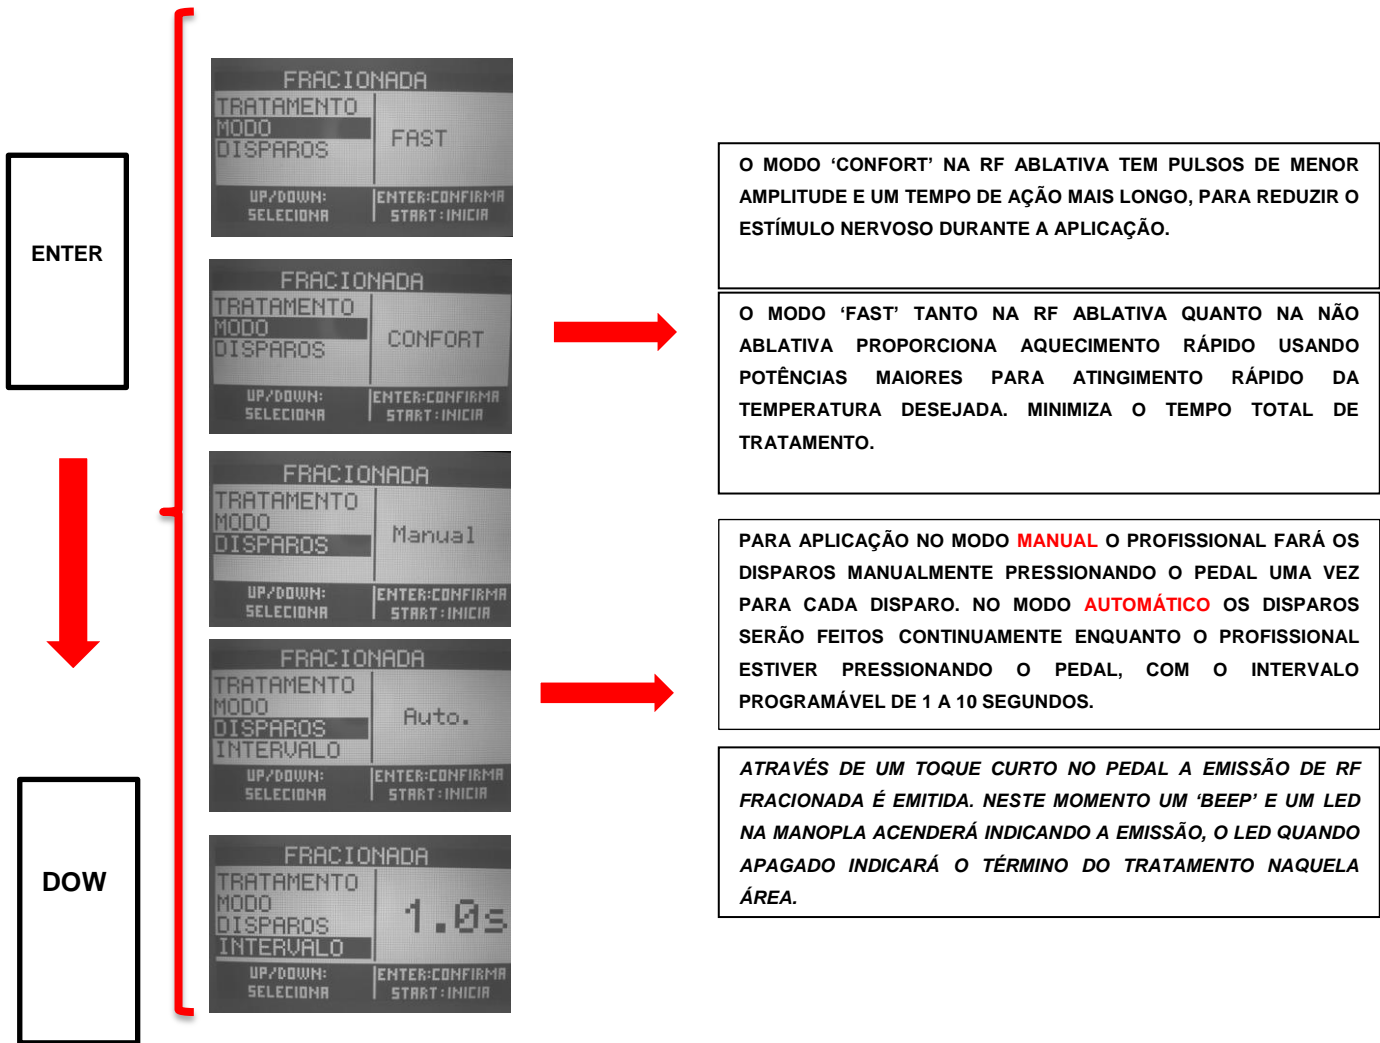 ENTER
DOW
FRACIONADA
TRATAMENTO
MODO
DISPAROS
FAST
UP/DOWN:
SELECIONA
ENTER:CONFIRMA
START:INICIA
FRACIONADA
TRATAMENTO
MODO
DISPAROS
CONFORT
UP/DOWN:
SELECIONA
ENTER:CONFIRMA
START:INICIA
FRACIONADA
TRATAMENTO
MODO
DISPAROS
Manual
UP/DOWN:
SELECIONA
ENTER:CONFIRMA
START:INICIA
FRACIONADA
TRATAMENTO
MODO
DISPAROS
INTERVALO
Auto.
UP/DOWN:
SELECIONA
ENTER:CONFIRMA
START:INICIA
FRACIONADA
TRATAMENTO
MODO
DISPAROS
INTERVALO
1.0s
UP/DOWN:
SELECIONA
ENTER:CONFIRMA
START:INICIA
O MODO ‘CONFORT’ NA RF ABLATIVA TEM PULSOS DE MENOR
AMPLITUDE E UM TEMPO DE AÇÃO MAIS LONGO, PARA REDUZIR O
ESTÍMULO NERVOSO DURANTE A APLICAÇÃO.
O MODO ‘FAST’ TANTO NA RF ABLATIVA QUANTO NA NÃO
ABLATIVA PROPORCIONA AQUECIMENTO RÁPIDO USANDO
POTÊNCIAS MAIORES PARA ATINGIMENTO RÁPIDO DA
TEMPERATURA DESEJADA. MINIMIZA O TEMPO TOTAL DE
TRATAMENTO.
PARA APLICAÇÃO NO MODO MANUAL O PROFISSIONAL FARÁ OS
DISPAROS MANUALMENTE PRESSIONANDO O PEDAL UMA VEZ
PARA CADA DISPARO. NO MODO AUTOMÁTICO OS DISPAROS
SERÃO FEITOS CONTINUAMENTE ENQUANTO O PROFISSIONAL
ESTIVER PRESSIONANDO O PEDAL, COM O INTERVALO
PROGRAMÁVEL DE 1 A 10 SEGUNDOS.
ATRAVÉS DE UM TOQUE CURTO NO PEDAL A EMISSÃO DE RF
FRACIONADA É EMITIDA. NESTE MOMENTO UM ‘BEEP’ E UM LED
NA MANOPLA ACENDERÁ INDICANDO A EMISSÃO, O LED QUANDO
APAGADO INDICARÁ O TÉRMINO DO TRATAMENTO NAQUELA
ÁREA.